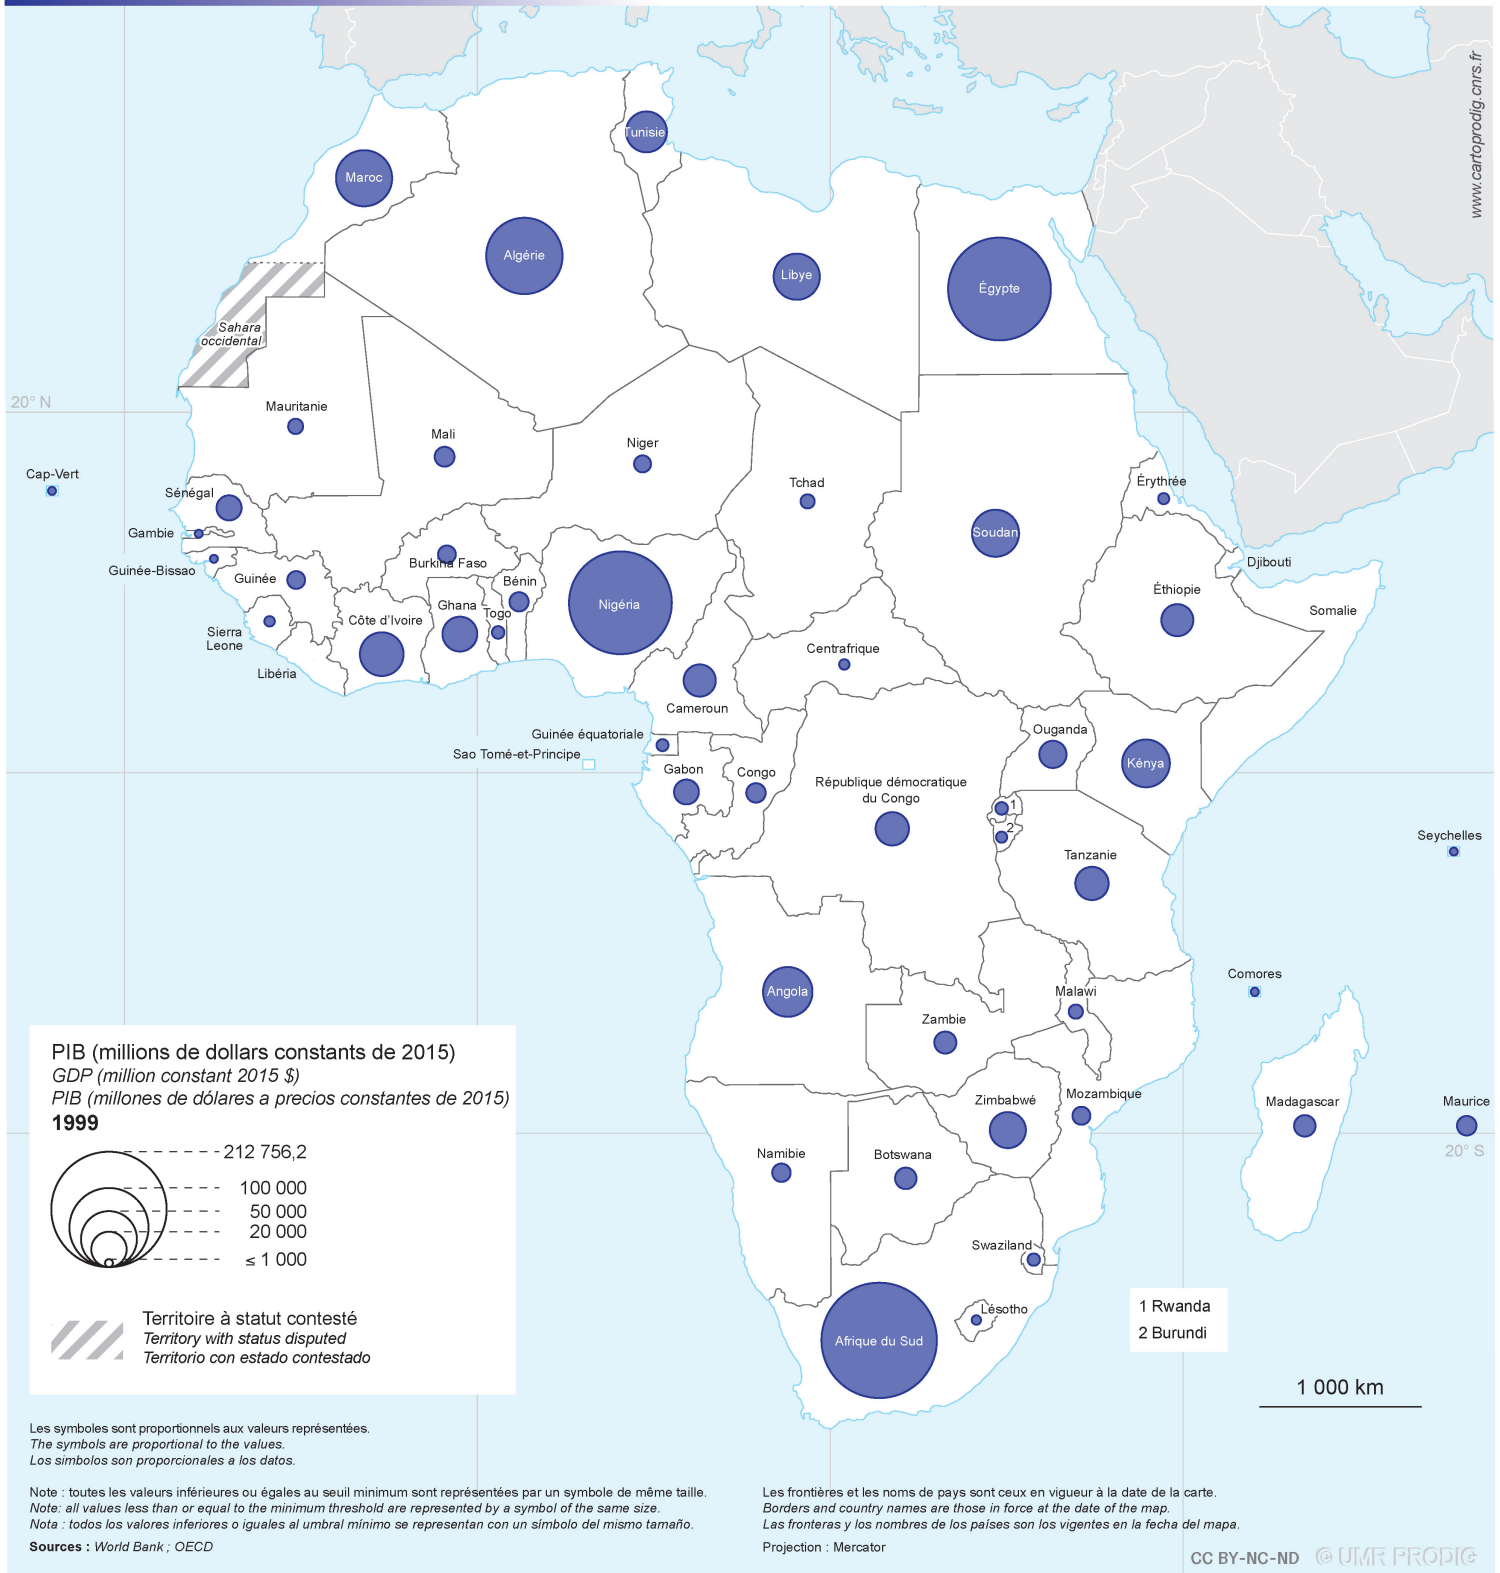 www.cartoprodig.cnrs.fr
Tunisie
Maroc
Algérie
Libye
Égypte
Sahara
occidental
20° N
Mauritanie
Mali
Niger
Cap-Vert
Tchad
Érythrée
Sénégal
Gambie
Soudan
Burkina Faso
Djibouti
Guinée-Bissao
Guinée
Bénin
Éthiopie
Nigéria
Ghana
Togo
Somalie
Côte d'Ivoire
Sierra
Leone
Centrafrique
Libéria
Cameroun
Guinée équatoriale
Ouganda
Sao Tomé-et-Principe
Gabon
Congo
Kénya
République démocratique
du Congo
1
2
Seychelles
Tanzanie
Comores
Angola
Malawi
Zambie
Mozambique
Zimbabwé
Madagascar
Maurice
20° S
Namibie
Botswana
Swaziland
Lésotho
Afrique du Sud
PIB (millions de dollars constants de 2015)
GDP (million constant 2015 $)
PIB (millones de dólares a precios constantes de 2015)
1999
212 756,2
100 000
50 000
20 000
≤ 1 000
Territoire à statut contesté
Territory with status disputed
Territorio con estado contestado
1 Rwanda
2 Burundi
1 000 km
Les symboles sont proportionnels aux valeurs représentées.
The symbols are proportional to the values.
Los simbolos son proporcionales a los datos.
Note : toutes les valeurs inférieures ou égales au seuil minimum sont représentées par un symbole de même taille.
Note: all values less than or equal to the minimum threshold are represented by a symbol of the same size.
Nota : todos los valores inferiores o iguales al umbral mínimo se representan con un símbolo del mismo tamaño.
Sources : World Bank ; OECD
Les frontières et les noms de pays sont ceux en vigueur à la date de la carte.
Borders and country names are those in force at the date of the map.
Las fronteras y los nombres de los países son los vigentes en la fecha del mapa.
Projection : Mercator
CC BY-NC-ND © UMR PRODIG